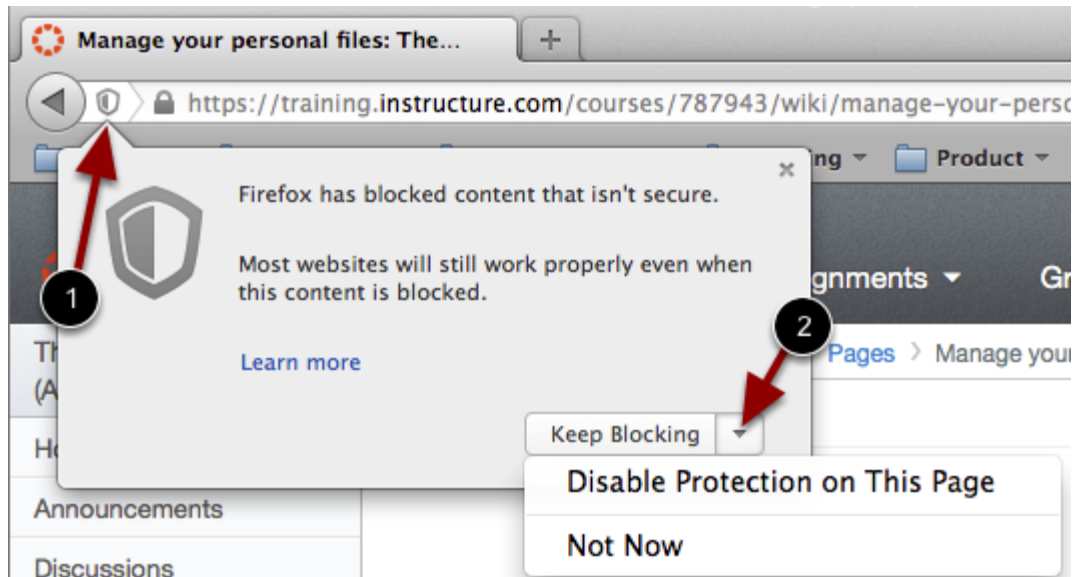 Manage your personal files: The...
https://training.instructure.com/courses/787943/wiki/manage-your-perso
ng Product
Firefox has blocked content that isn't secure.
Most websites will still work properly even when
this content is blocked.
Learn more
1
2
gnments Gr
Th
Pages > Manage your
(A
Keep Blocking
Ho
Disable Protection on This Page
Announcements
Not Now
Discussions